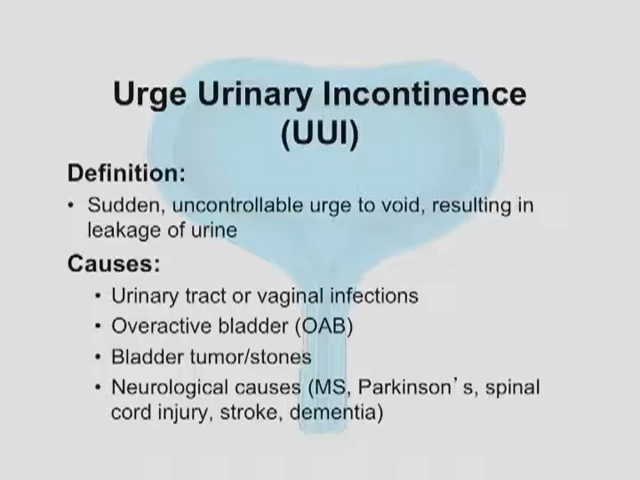 Urge Urinary Incontinence
(UUI)
Definition:
• Sudden, uncontrollable urge to void, resulting in
leakage of urine
Causes:
• Urinary tract or vaginal infections
• Overactive bladder (OAB)
• Bladder tumor/stones
• Neurological causes (MS, Parkinson’s, spinal
cord injury, stroke, dementia)